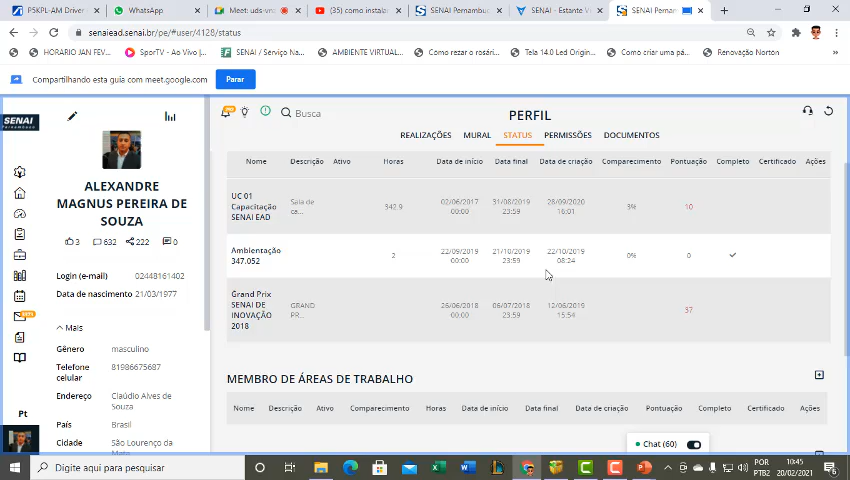 P5KPL-AM Driver
WhatsApp
Meet: uds-vnd
(35) como instala
SENAI Pernambuc
SENAI - Estante V
SENAI Pernam
senaiead.senai.br/pe/#user/4128/status
HORÁRIO JAN FEV...
SporTV - Ao Vivo |...
SENAI / Serviço Na...
AMBIENTE VIRTUAL...
Como rezar o rosári...
Tela 14.0 Led Origin...
Como criar uma pá...
Renovação Norton
Compartilhando esta guia com meet.google.com
Parar
SENAI
Pernambuco
Busca
PERFIL
REALIZAÇÕES MURAL STATUS PERMISSÕES DOCUMENTOS
ALEXANDRE
MAGNUS PEREIRA DE
SOUZA
3 632 222 0
Login (e-mail) 02448161402
Data de nascimento 21/03/1977
Mais
Gênero masculino
Telefone celular 81986675687
Endereço Claúdio Alves de Souza
País Brasil
Cidade São Lourenço da Mata
Pt
Nome Descrição Ativo Horas Data de início Data final Data de criação Comparecimento Pontuação Completo Certificado Ações
UC 01 Capacitação SENAI EAD Sala de ca... 342.9 02/06/2017 00:00 31/08/2019 23:59 28/09/2020 16:01 3% 10
Ambientação 347.052 2 22/09/2019 00:00 21/10/2019 23:59 22/10/2019 08:24 0% 0
Grand Prix SENAI DE INOVAÇÃO 2018 GRAND PR... 26/06/2018 00:00 06/07/2018 23:59 12/06/2019 15:54 37
MEMBRO DE ÁREAS DE TRABALHO
Nome Descrição Ativo Comparecimento Horas Data de início Data final Data de criação Pontuação Completo Certificado Ações
Chat (60)
Digite aqui para pesquisar
POR
PTB2
10:45
20/02/2021